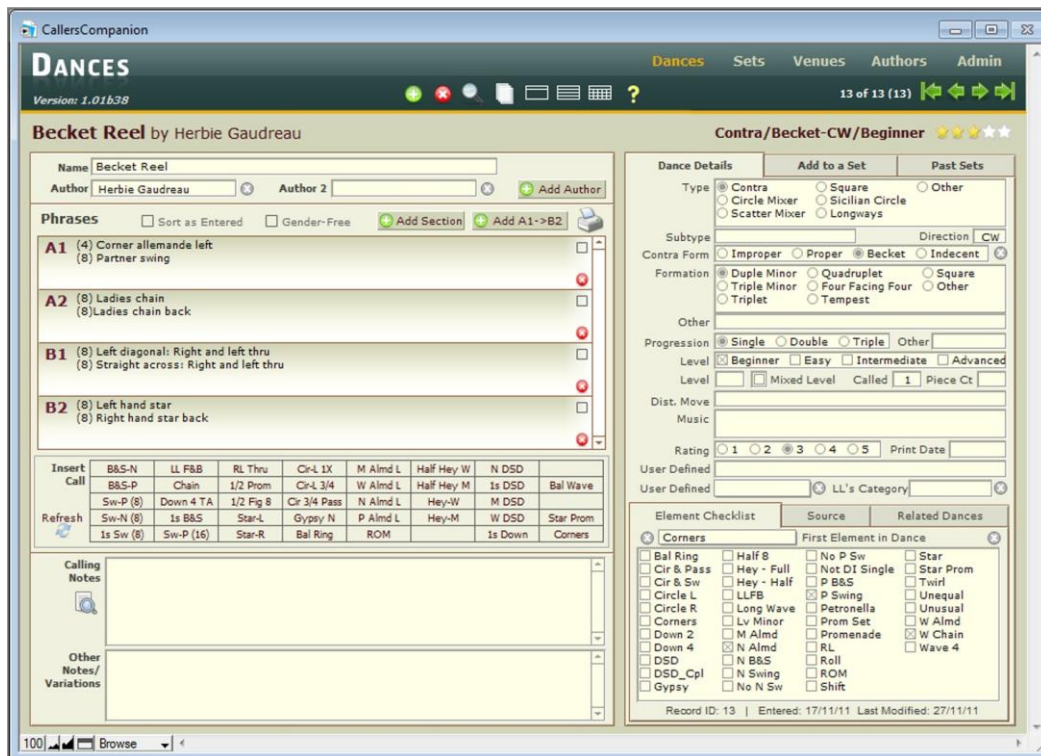 CallersCompanion
DANCES
Dances Sets Venues Authors Admin
Version: 1.01b38
? 13 of 13 (13)
Becket Reel by Herbie Gaudreau
Contra/Becket-CW/Beginner
Name Becket Reel
Author Herbie Gaudreau Author 2 Add Author
Phrases Sort as Entered Gender-Free Add Section Add A1->B2
A1 (4) Corner allemande left
(8) Partner swing
A2 (8) Ladies chain
(8)Ladies chain back
B1 (8) Left diagonal: Right and left thru
(8) Straight across: Right and left thru
B2 (8) Left hand star
(8) Right hand star back
Insert Call
Refresh
B&S-N LL F&B RL Thru Cir-L 1X M Almd L Half Hey W N DSD
B&S-P Chain 1/2 Prom Cir-L 3/4 W Almd L Half Hey M 1s DSD Bal Wave
Sw-P (8) Down 4 TA 1/2 Fig 8 Cir 3/4 Pass N Almd L Hey-W M DSD
Sw-N (8) 1s B&S Star-L Gypsy N P Almd L Hey-M W DSD Star Prom
1s Sw (8) Sw-P (16) Star-R Bal Ring ROM 1s Down Corners
Calling
Notes
Other
Notes/
Variations
Dance Details Add to a Set Past Sets
Type Contra Square Other
Circle Mixer Sicilian Circle
Scatter Mixer Longways
Subtype Direction CW
Contra Form Improper Proper Becket Indecent
Formation Duple Minor Quadruplet Square
Triple Minor Four Facing Four Other
Triplet Tempest
Other
Progression Single Double Triple Other
Level Beginner Easy Intermediate Advanced
Level Mixed Level Called 1 Piece Ct
Dist. Move
Music
Rating 1 2 3 4 5 Print Date
User Defined
User Defined LL's Category
Element Checklist Source Related Dances
Corners First Element in Dance
Bal Ring Half 8 No P Sw Star
Cir & Pass Hey - Full Not DI Single Star Prom
Cir & Sw Hey - Half P B&S Twirl
Circle L LLFB P Swing Unequal
Circle R Long Wave Petronella Unusual
Corners Lv Minor Prom Set W Almd
Down 2 M Almd Promenade W Chain
Down 4 N Almd RL Wave 4
DSD N B&S Roll
DSD_Cpl N Swing ROM
Gypsy No N Sw Shift
Record ID: 13 | Entered: 17/11/11 Last Modified: 27/11/11
100 Browse